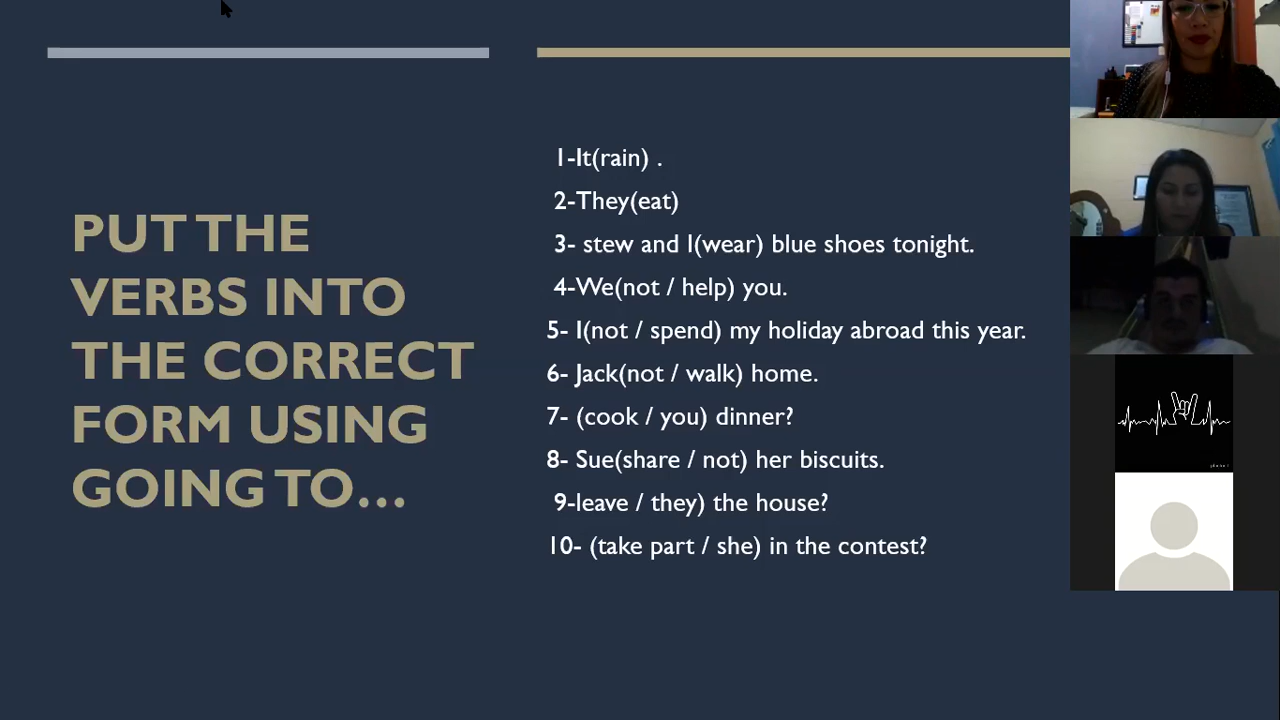 PUT THE
VERBS INTO
THE CORRECT
FORM USING
GOING TO...
1-It(rain) .
2-They(eat)
3- stew and I(wear) blue shoes tonight.
4-We(not / help) you.
5- I(not / spend) my holiday abroad this year.
6- Jack(not / walk) home.
7- (cook / you) dinner?
8- Sue(share / not) her biscuits.
9-leave / they) the house?
10- (take part / she) in the contest?